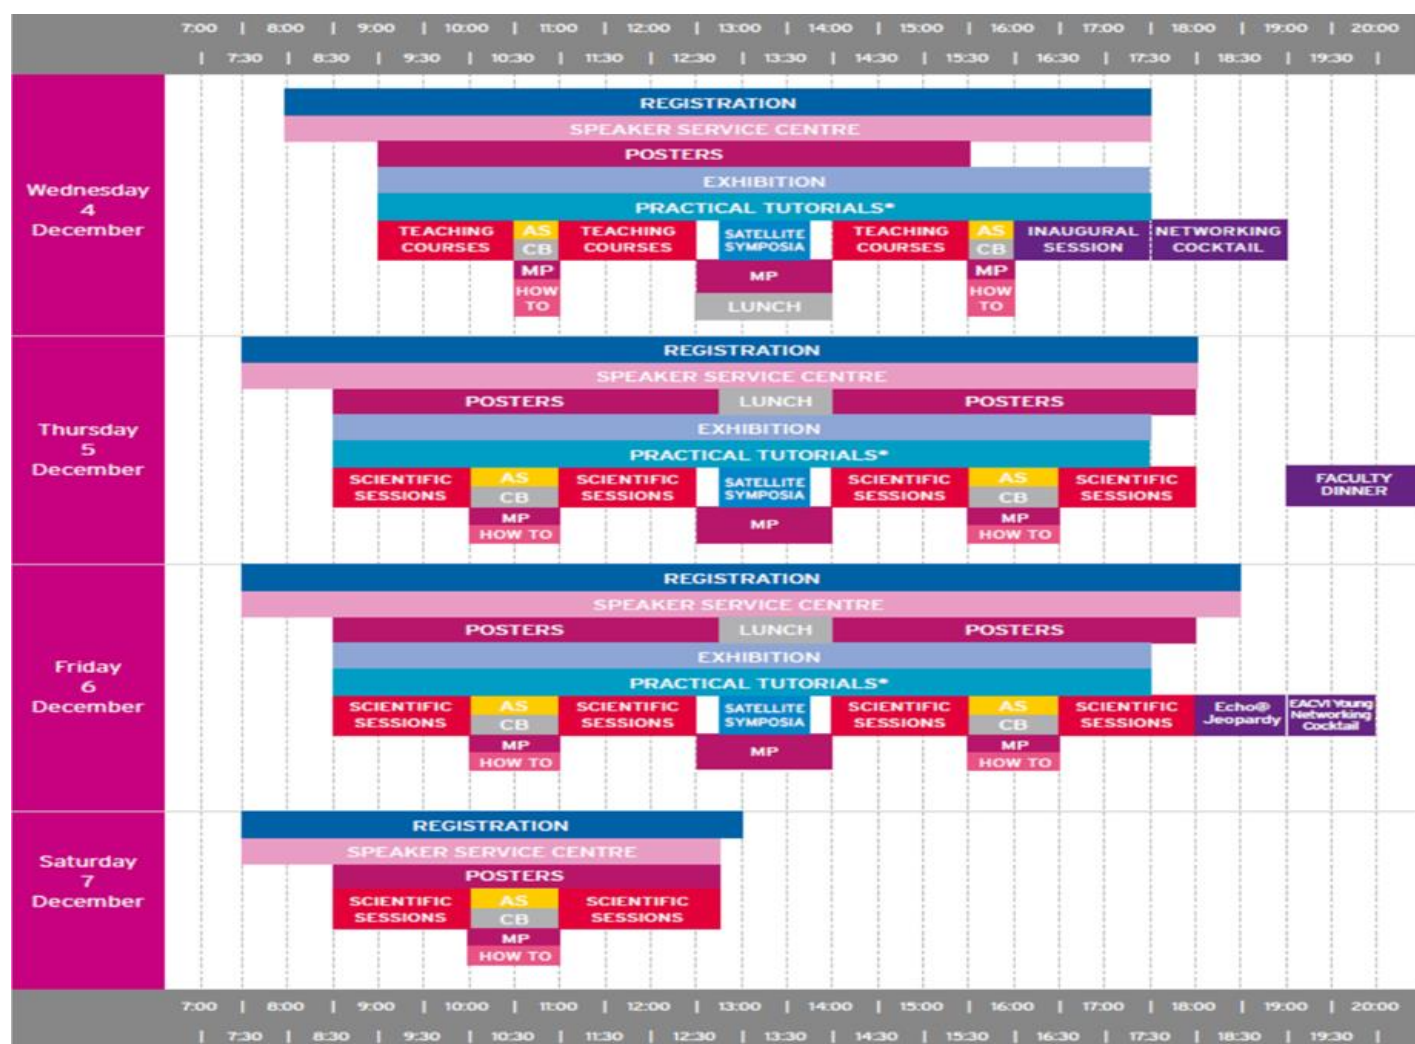 7:00 | 8:00 | 9:00 | 10:00 | 11:00 | 12:00 | 13:00 | 14:00 | 15:00 | 16:00 | 17:00 | 18:00 | 19:00 | 20:00
| 7:30 | 8:30 | 9:30 | 10:30 | 11:30 | 12:30 | 13:30 | 14:30 | 15:30 | 16:30 | 17:30 | 18:30 | 19:30 |
Wednesday
4
December
REGISTRATION
SPEAKER SERVICE CENTRE
POSTERS
EXHIBITION
PRACTICAL TUTORIALS*
TEACHING
COURSES
AS
CB
MP
HOW
TO
TEACHING
COURSES
SATELLITE
SYMPOSIA
MP
LUNCH
TEACHING
COURSES
AS
CB
MP
HOW
TO
INAUGURAL
SESSION
NETWORKING
COCKTAIL
Thursday
5
December
REGISTRATION
SPEAKER SERVICE CENTRE
POSTERS
LUNCH
POSTERS
EXHIBITION
PRACTICAL TUTORIALS*
SCIENTIFIC
SESSIONS
AS
CB
MP
HOW TO
SCIENTIFIC
SESSIONS
SATELLITE
SYMPOSIA
MP
SCIENTIFIC
SESSIONS
AS
CB
MP
HOW TO
SCIENTIFIC
SESSIONS
FACULTY
DINNER
Friday
6
December
REGISTRATION
SPEAKER SERVICE CENTRE
POSTERS
LUNCH
POSTERS
EXHIBITION
PRACTICAL TUTORIALS*
SCIENTIFIC
SESSIONS
AS
CB
MP
HOW TO
SCIENTIFIC
SESSIONS
SATELLITE
SYMPOSIA
MP
SCIENTIFIC
SESSIONS
AS
CB
MP
HOW TO
SCIENTIFIC
SESSIONS
Echo®
Jeopardy
EACVI Young
Networking
Cocktail
Saturday
7
December
REGISTRATION
SPEAKER SERVICE CENTRE
POSTERS
SCIENTIFIC
SESSIONS
AS
CB
MP
HOW TO
SCIENTIFIC
SESSIONS
7:00 | 8:00 | 9:00 | 10:00 | 11:00 | 12:00 | 13:00 | 14:00 | 15:00 | 16:00 | 17:00 | 18:00 | 19:00 | 20:00
| 7:30 | 8:30 | 9:30 | 10:30 | 11:30 | 12:30 | 13:30 | 14:30 | 15:30 | 16:30 | 17:30 | 18:30 | 19:30 |